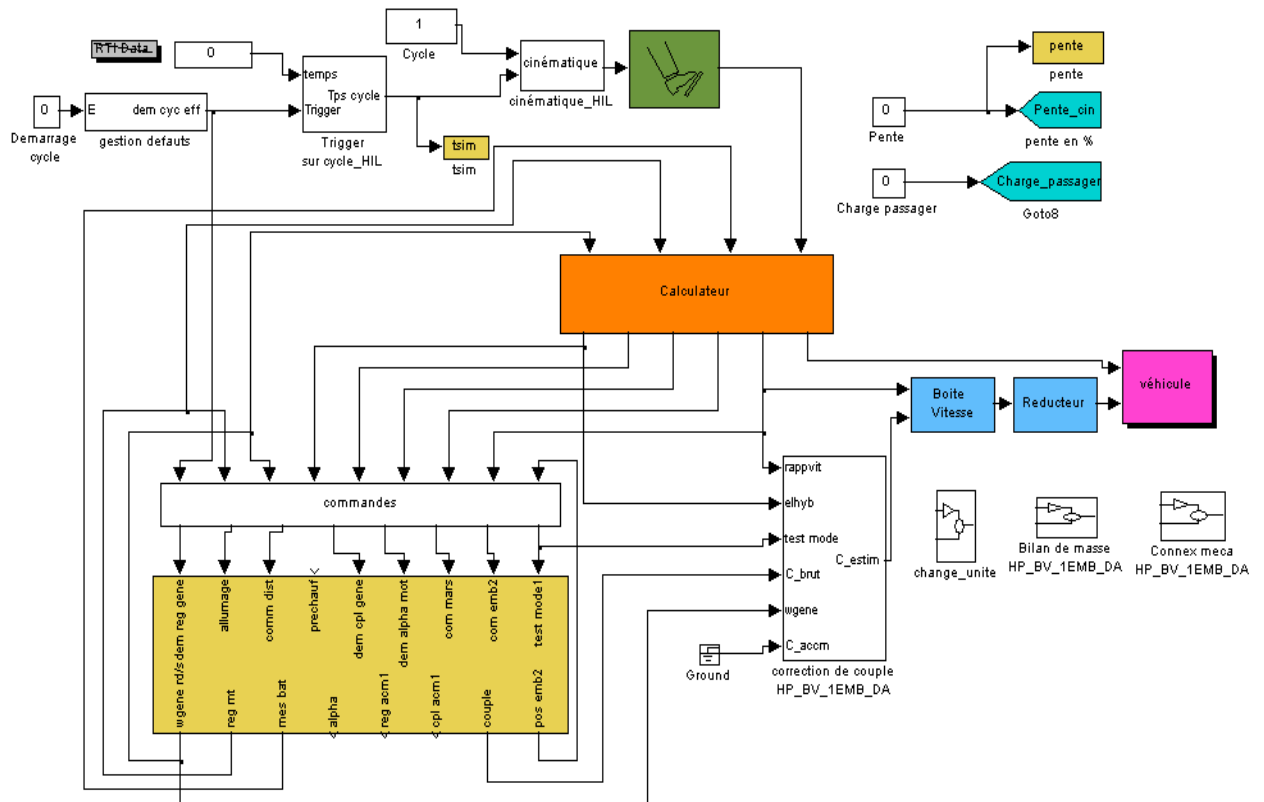 RTI Data
0
1
Cycle
temps
Tps cycle
Trigger
Trigger
sur cycle_HIL
cinématique
cinématique_HIL
pente
pente
0
Pente
Pente_cin
pente en %
0
Charge passager
Charge_passager
Goto8
0
Demarrage
cycle
E
dem cyc eff
gestion defauts
tsim
tsim
Calculateur
Boite
Vitesse
Reducteur
véhicule
commandes
rappvit
elhyb
test mode
C_brut
wgene
C_accm
C_estim
correction de couple
HP_BV_1EMB_DA
Ground
change_unite
Bilan de masse
HP_BV_1EMB_DA
Connex meca
HP_BV_1EMB_DA
dem reg gene
allumage
comm dist
prechauf
dem cpl gene
dem alpha mot
com mars
com emb2
test mode1
wgene rd/s
reg mt
mes bat
alpha
reg acm1
cpl acm1
couple
pos emb2